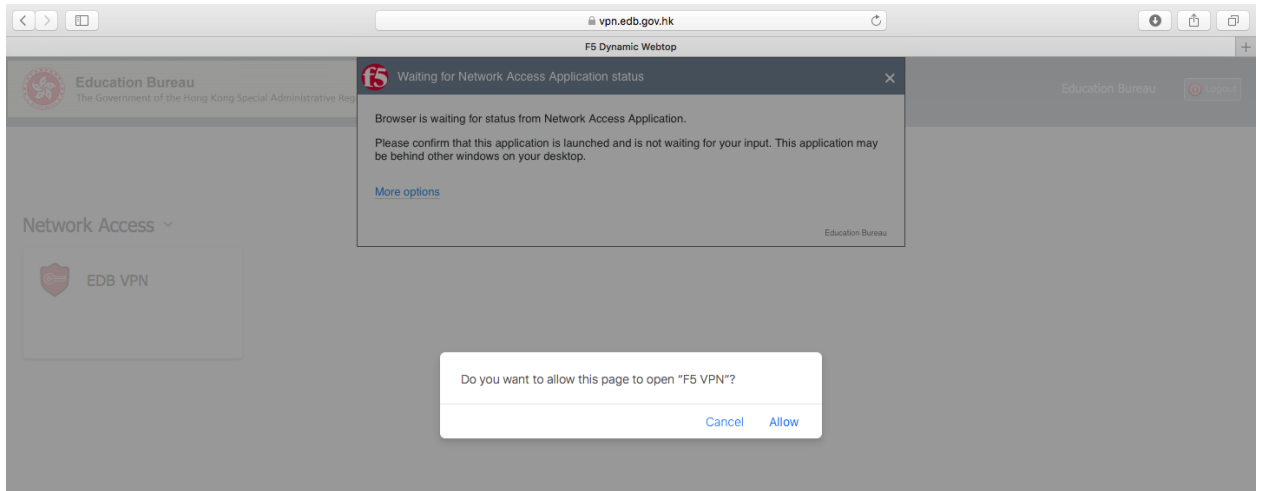 vpn.edb.gov.hk
F5 Dynamic Webtop
Education Bureau
The Government of the Hong Kong Special Administrative Reg
f5 Waiting for Network Access Application status
Education Bureau Logout
Browser is waiting for status from Network Access Application.
Please confirm that this application is launched and is not waiting for your input. This application may
be behind other windows on your desktop.
More options
Education Bureau
Network Access
EDB VPN
Do you want to allow this page to open “F5 VPN”?
Cancel Allow